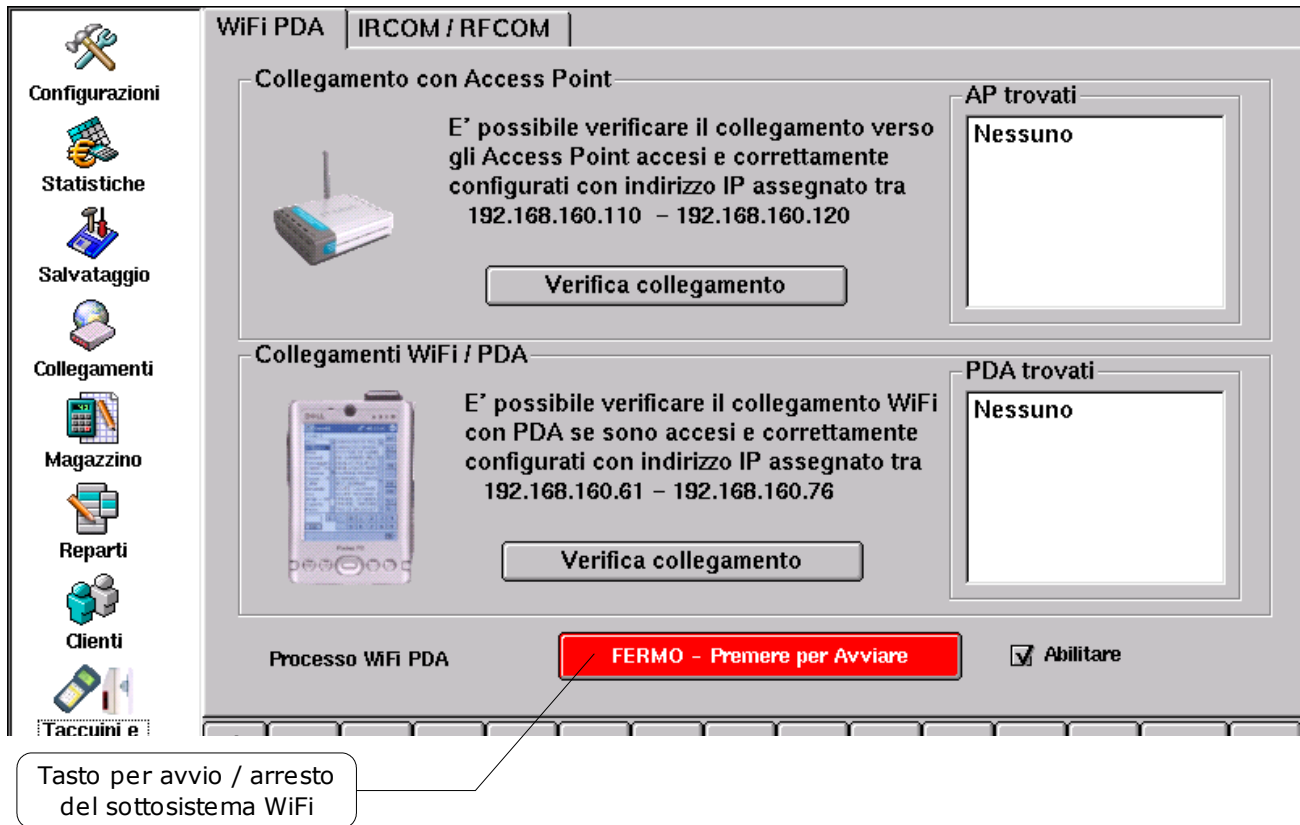 WiFi PDA
IRCOM / RFCOM
Configurazioni
Statistiche
Salvataggio
Collegamenti
Magazzino
Reparti
Clienti
Taccuini e
Collegamento con Access Point
E' possibile verificare il collegamento verso
gli Access Point accesi e correttamente
configurati con indirizzo IP assegnato tra
192.168.160.110 – 192.168.160.120
Verifica collegamento
AP trovati
Nessuno
Collegamenti WiFi / PDA
DELL
E' possibile verificare il collegamento WiFi
con PDA se sono accesi e correttamente
configurati con indirizzo IP assegnato tra
192.168.160.61 – 192.168.160.76
Verifica collegamento
PDA trovati
Nessuno
Processo WiFi PDA
FERMO – Premere per Avviare
Abilitare
Tasto per avvio / arresto
del sottosistema WiFi